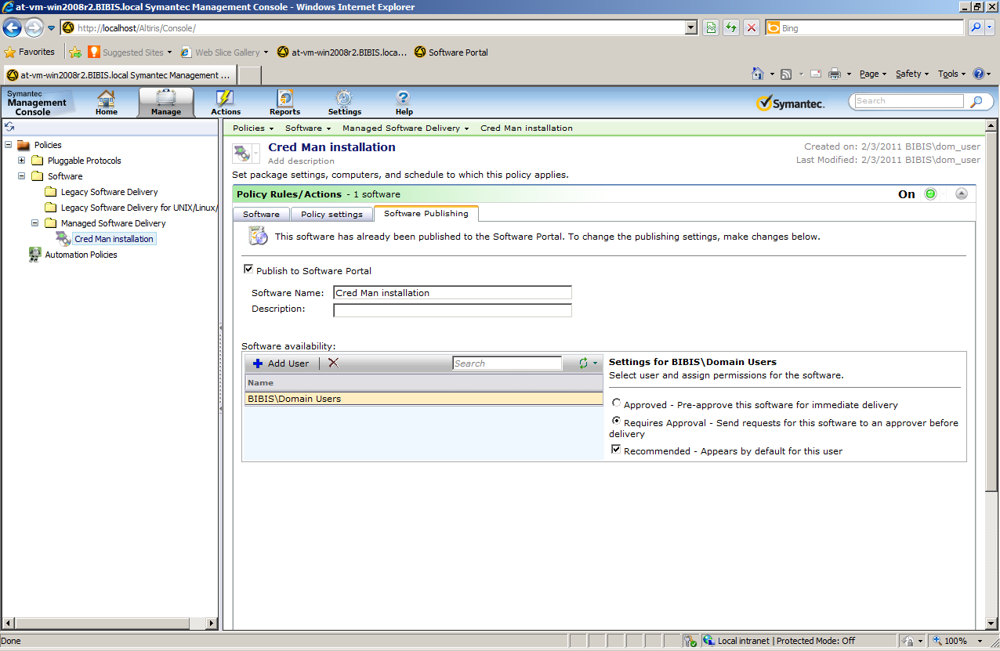 at-vm-win2008r2.BIBIS.local Symantec Management Console - Windows Internet Explorer
http://localhost/Altiris/Console/
Bing
Favorites
Suggested Sites
Web Slice Gallery
at-vm-win2008r2.BIBIS.loca...
Software Portal
at-vm-win2008r2.BIBIS.local Symantec Management ...
Page
Safety
Tools
Symantec
Management
Console
Home
Manage
Actions
Reports
Settings
Help
Symantec.
Search
Policies
Pluggable Protocols
Software
Legacy Software Delivery
Legacy Software Delivery for UNIX/Linux/
Managed Software Delivery
Cred Man installation
Automation Policies
Policies
Software
Managed Software Delivery
Cred Man installation
Cred Man installation
Add description
Created on: 2/3/2011 BIBIS\dom_user
Last Modified: 2/3/2011 BIBIS\dom_user
Set package settings, computers, and schedule to which this policy applies.
Policy Rules/Actions - 1 software
On
Software
Policy settings
Software Publishing
This software has already been published to the Software Portal. To change the publishing settings, make changes below.
Publish to Software Portal
Software Name:
Cred Man installation
Description:
Software availability:
Add User
Search
Name
BIBIS\Domain Users
Settings for BIBIS\Domain Users
Select user and assign permissions for the software.
Approved - Pre-approve this software for immediate delivery
Requires Approval - Send requests for this software to an approver before
delivery
Recommended - Appears by default for this user
Done
Local intranet | Protected Mode: Off
100%